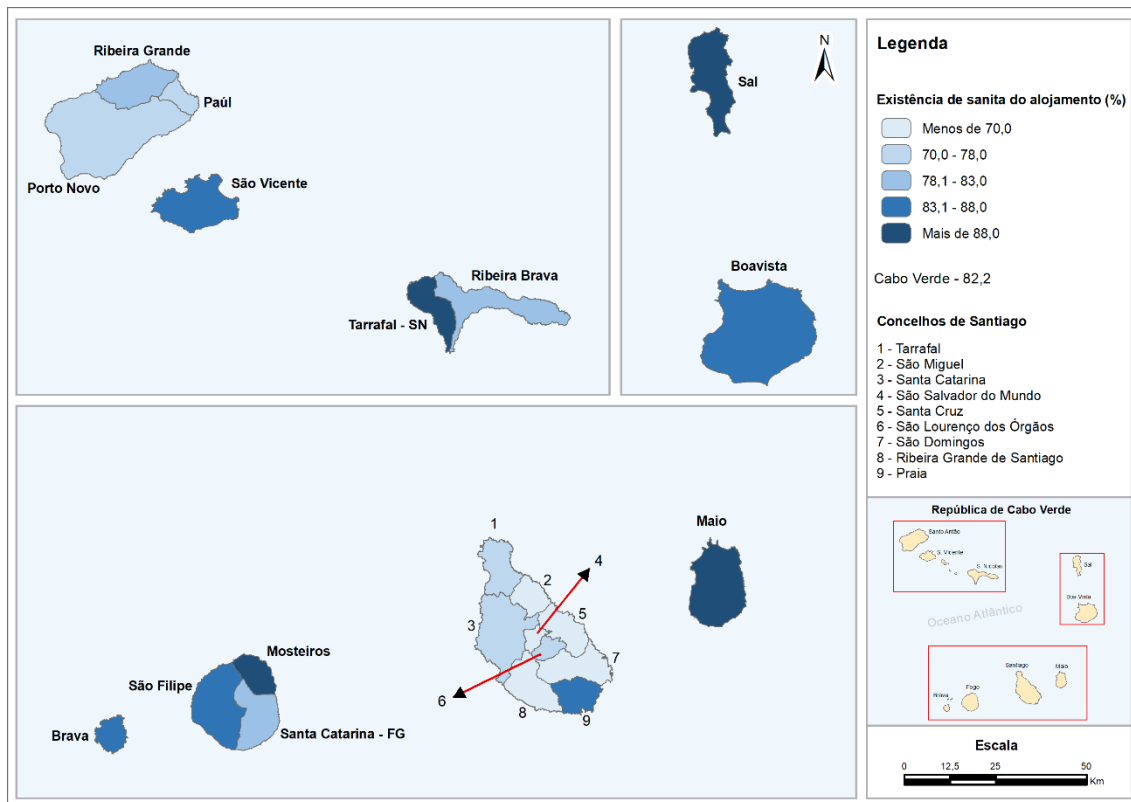 Ribeira Grande
Paúl
Porto Novo
São Vicente
Ribeira Brava
Tarrafal - SN
Sal
N
Boavista
Maio
1
2
3
4
5
6
7
8
9
Mosteiros
São Filipe
Brava
Santa Catarina - FG
Legenda
Existência de sanita do alojamento (%)
Menos de 70,0
70,0 - 78,0
78,1 - 83,0
83,1 - 88,0
Mais de 88,0
Cabo Verde - 82,2
Concelhos de Santiago
1 - Tarrafal
2 - São Miguel
3 - Santa Catarina
4 - São Salvador do Mundo
5 - Santa Cruz
6 - São Lourenço dos Órgãos
7 - São Domingos
8 - Ribeira Grande de Santiago
9 - Praia
República de Cabo Verde
Santo Antão
S. Vicente
S. Nicolau
Sal
Boa Vista
Oceano Atlântico
Santiago
Maio
Fogo
Brava
Escala
0 12,5 25 50
Km